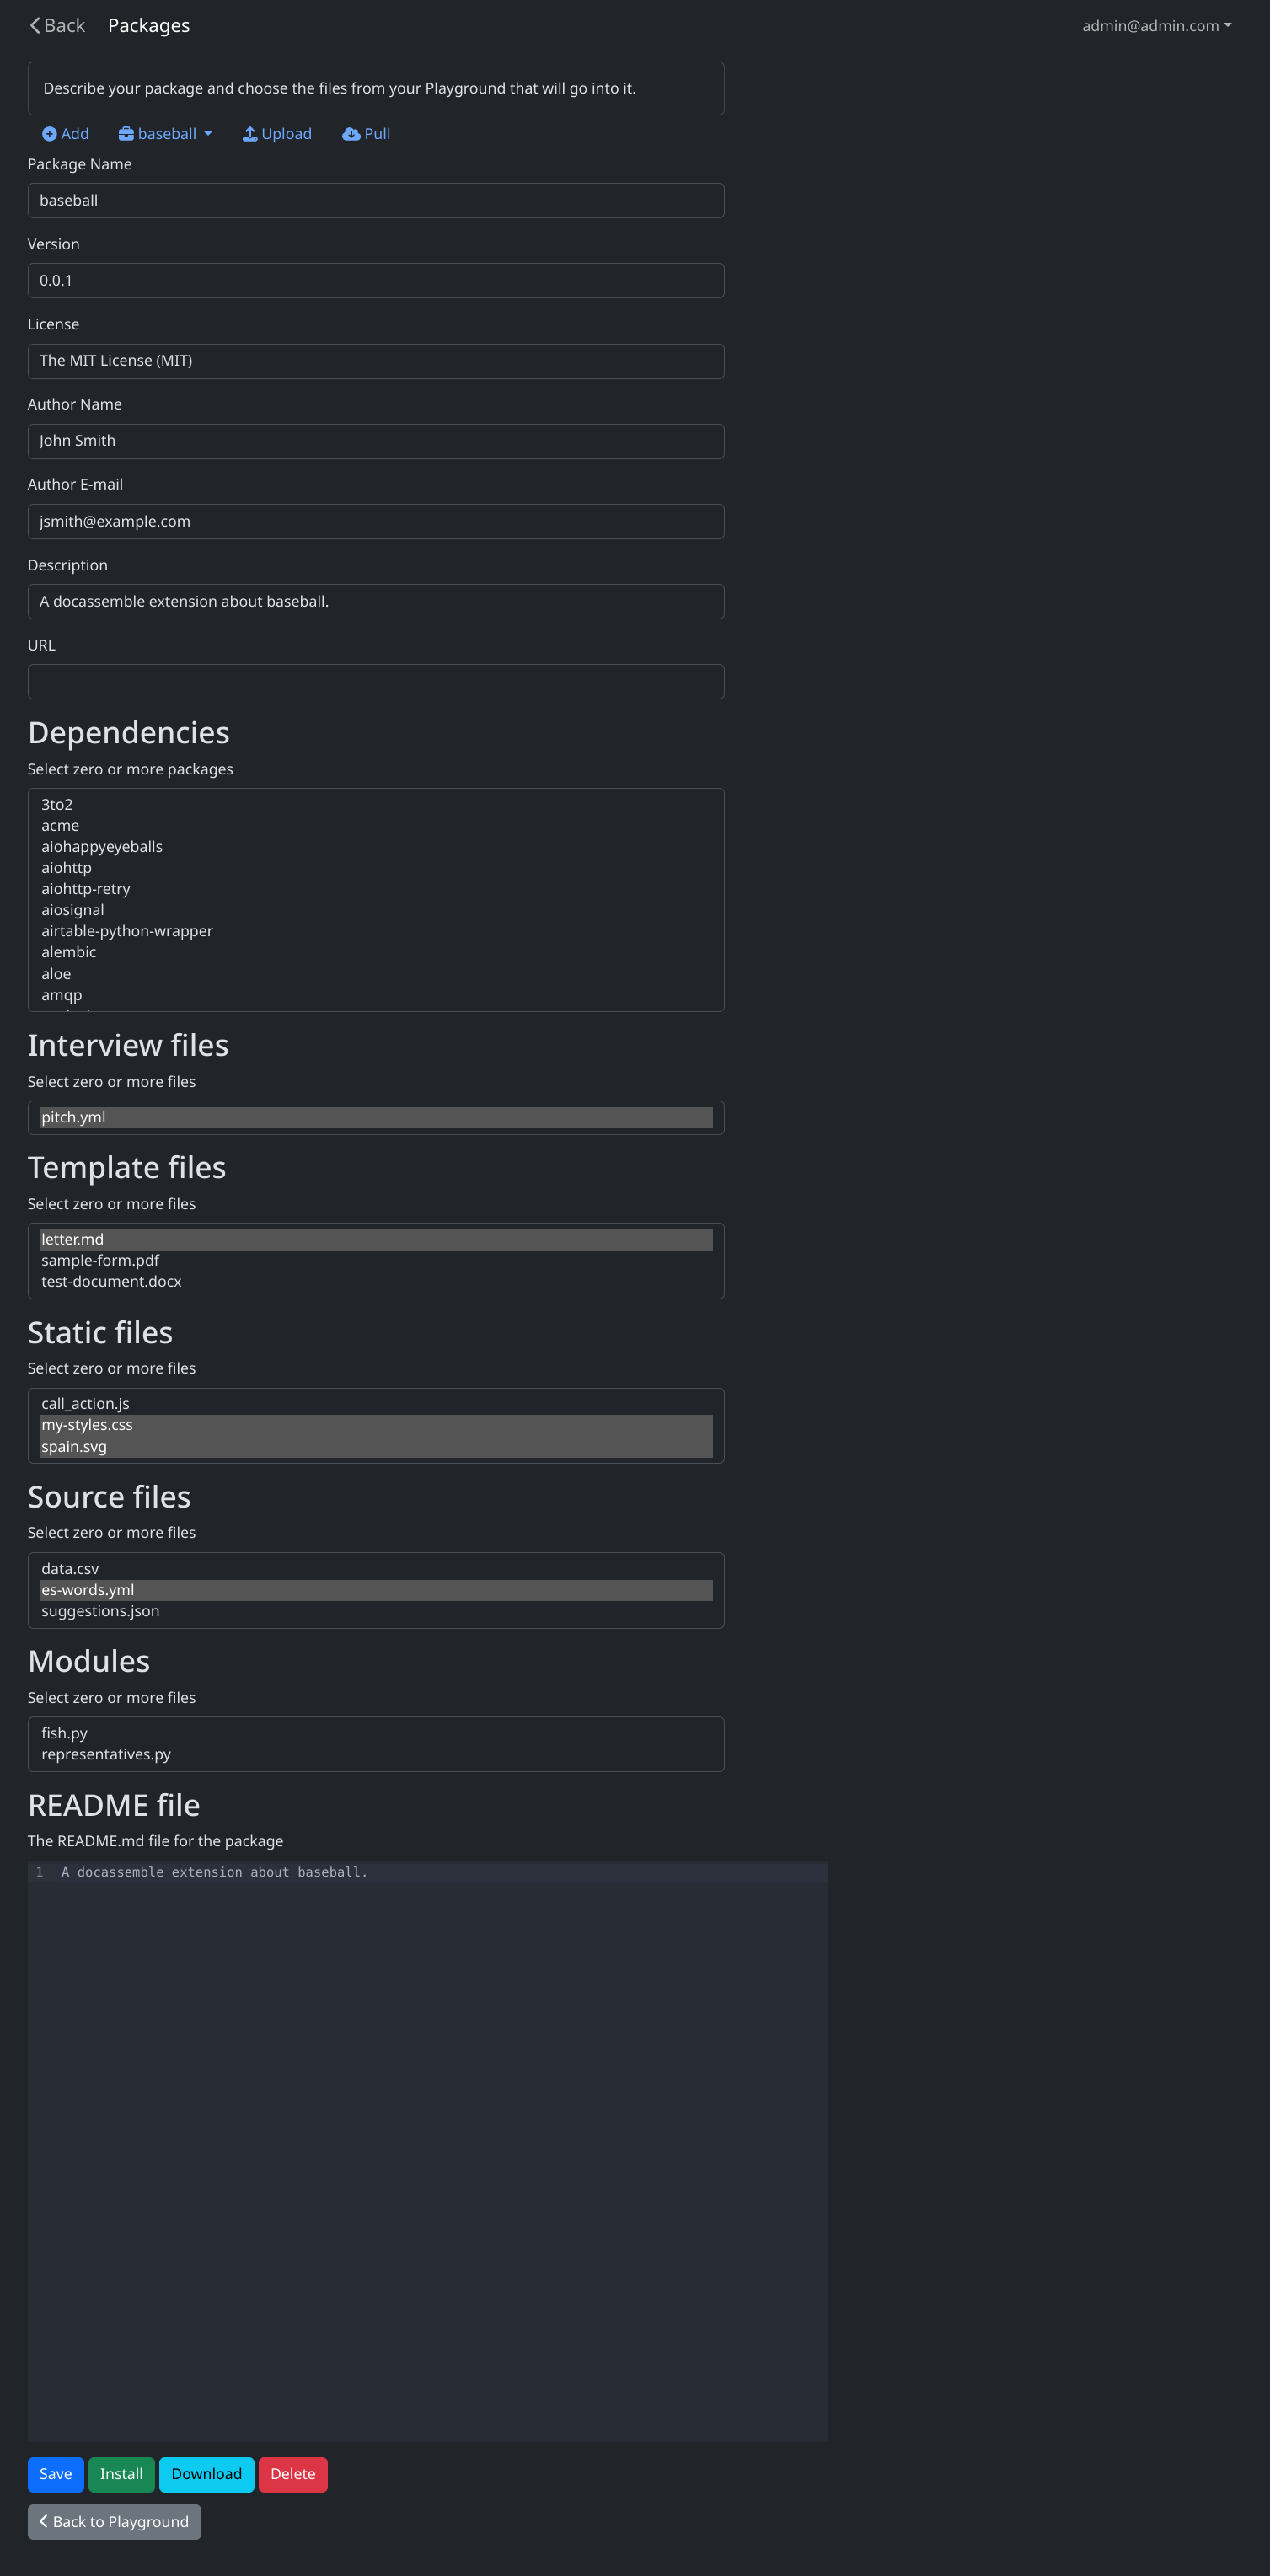 Back Packages admin@admin.com
Describe your package and choose the files from your Playground that will go into it.
Add baseball Upload Pull
Package Name
baseball
Version
0.0.1
License
The MIT License (MIT)
Author Name
John Smith
Author E-mail
jsmith@example.com
Description
A docassemble extension about baseball.
URL
Dependencies
Select zero or more packages
3to2
acme
aiohappyeyeballs
aiohttp
aiohttp-retry
aiosignal
airtable-python-wrapper
alembic
aloe
amqp
Interview files
Select zero or more files
pitch.yml
Template files
Select zero or more files
letter.md
sample-form.pdf
test-document.docx
Static files
Select zero or more files
call_action.js
my-styles.css
spain.svg
Source files
Select zero or more files
data.csv
es-words.yml
suggestions.json
Modules
Select zero or more files
fish.py
representatives.py
README file
The README.md file for the package
1 A docassemble extension about baseball.
Save Install Download Delete
Back to Playground